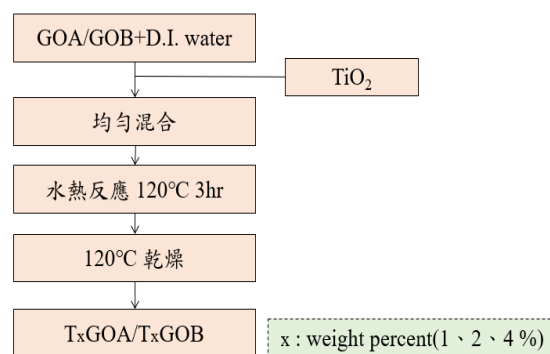 GOA/GOB+D.I. water
TiO₂
均勻混合
水熱反應 120℃ 3hr
120℃ 乾燥
TxGOA/TxGOB
x : weight percent(1、2、4 %)